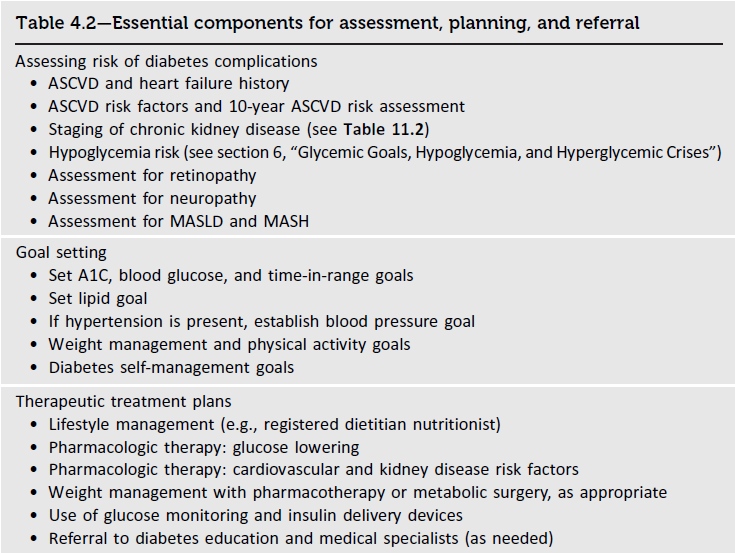 Table 4.2—Essential components for assessment, planning, and referral
Assessing risk of diabetes complications
• ASCVD and heart failure history
• ASCVD risk factors and 10-year ASCVD risk assessment
• Staging of chronic kidney disease (see Table 11.2)
• Hypoglycemia risk (see section 6, “Glycemic Goals, Hypoglycemia, and Hyperglycemic Crises”)
• Assessment for retinopathy
• Assessment for neuropathy
• Assessment for MASLD and MASH
Goal setting
• Set A1C, blood glucose, and time-in-range goals
• Set lipid goal
• If hypertension is present, establish blood pressure goal
• Weight management and physical activity goals
• Diabetes self-management goals
Therapeutic treatment plans
• Lifestyle management (e.g., registered dietitian nutritionist)
• Pharmacologic therapy: glucose lowering
• Pharmacologic therapy: cardiovascular and kidney disease risk factors
• Weight management with pharmacotherapy or metabolic surgery, as appropriate
• Use of glucose monitoring and insulin delivery devices
• Referral to diabetes education and medical specialists (as needed)